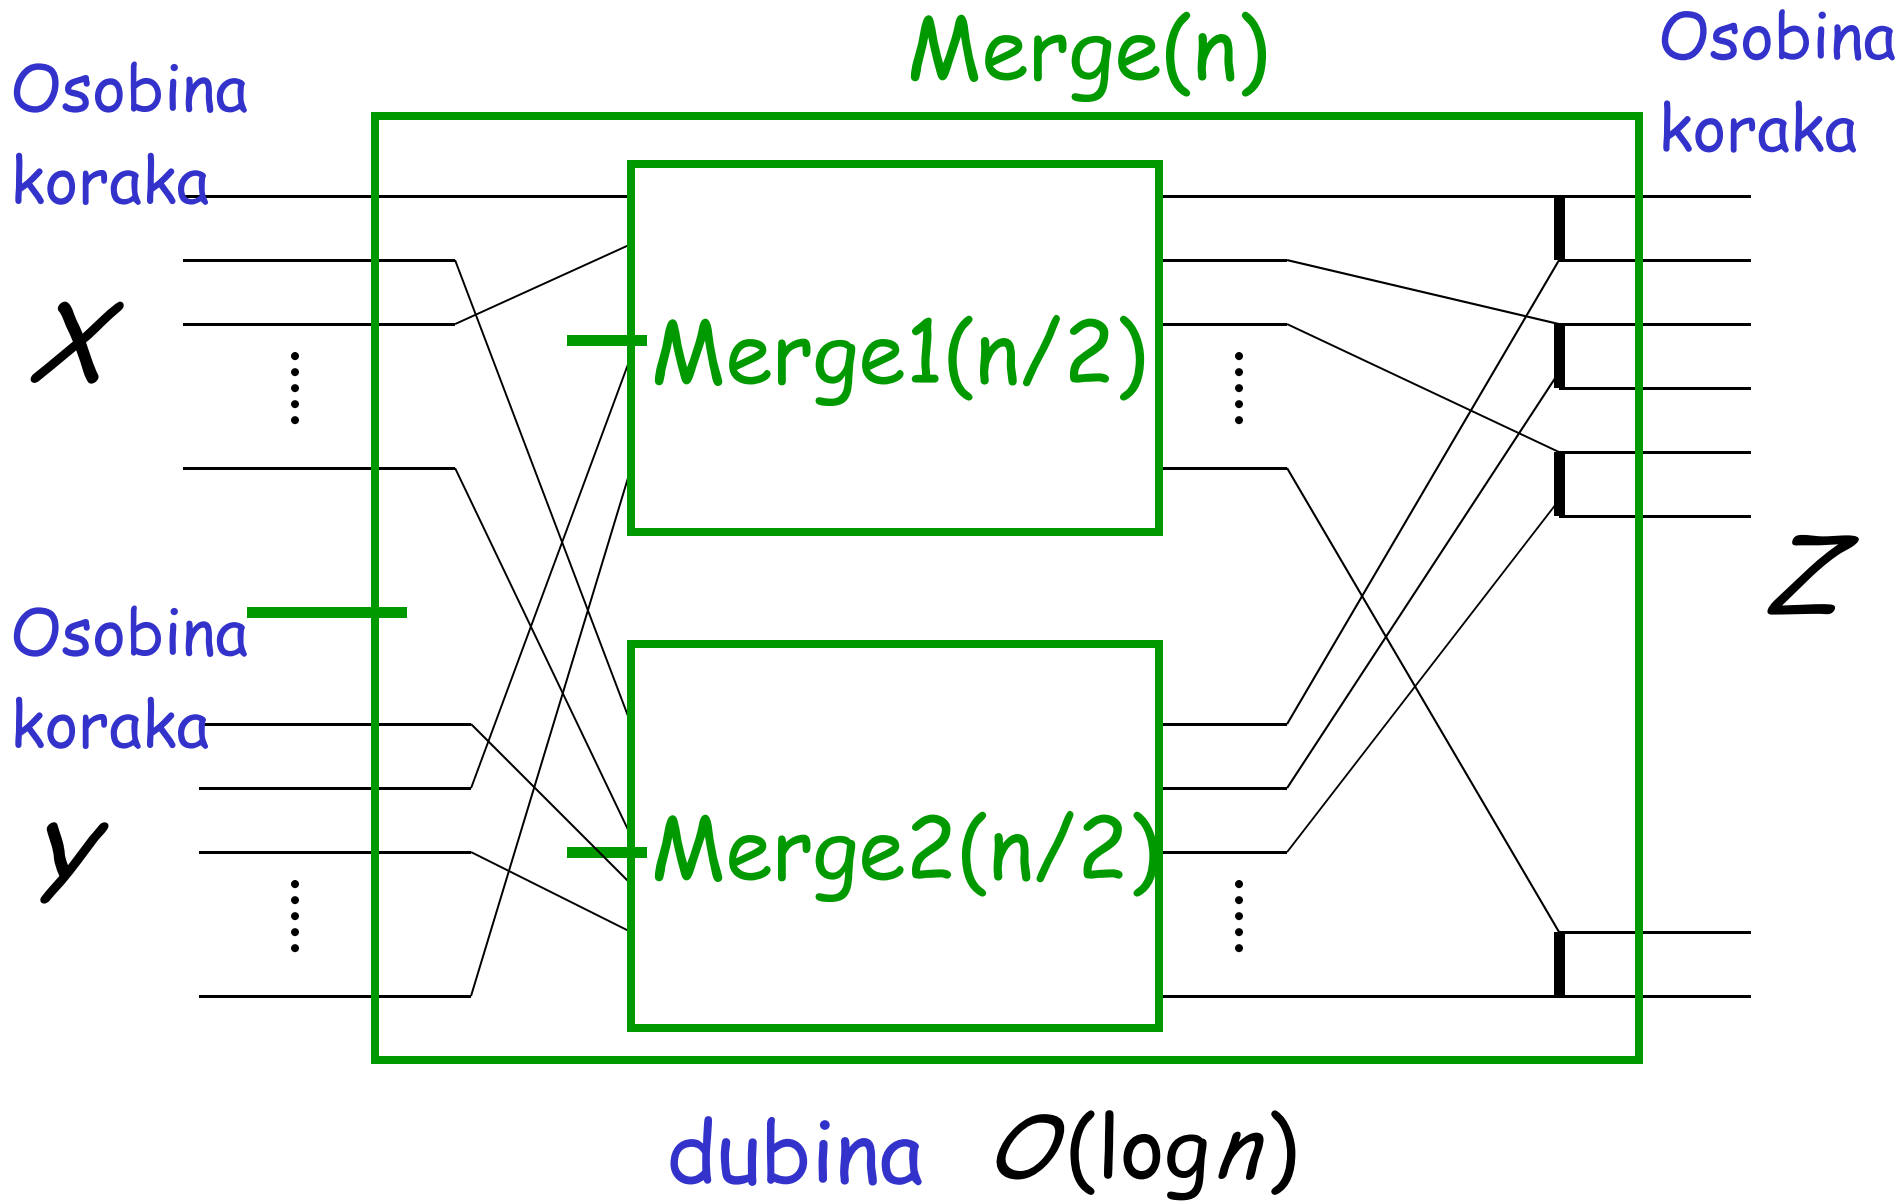 Merge(n)
Osobina
koraka
Osobina
koraka
X
Merge1(n/2)
Z
Osobina
koraka
Y
Merge2(n/2)
dubina O(logn)